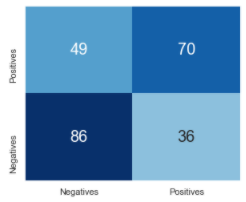 Positives
49 70
Negatives
86 36
Negatives Positives